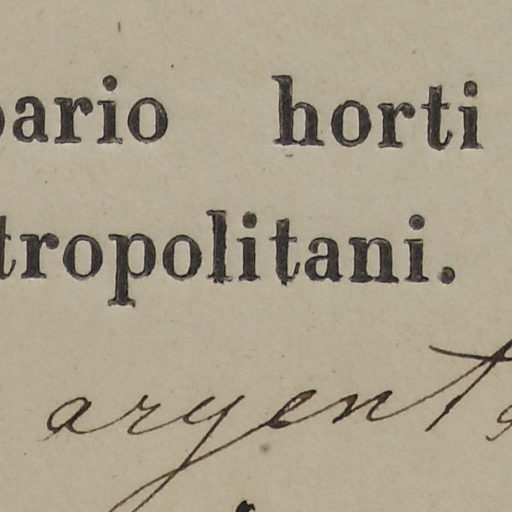 bario horti
tropolitani.
argent